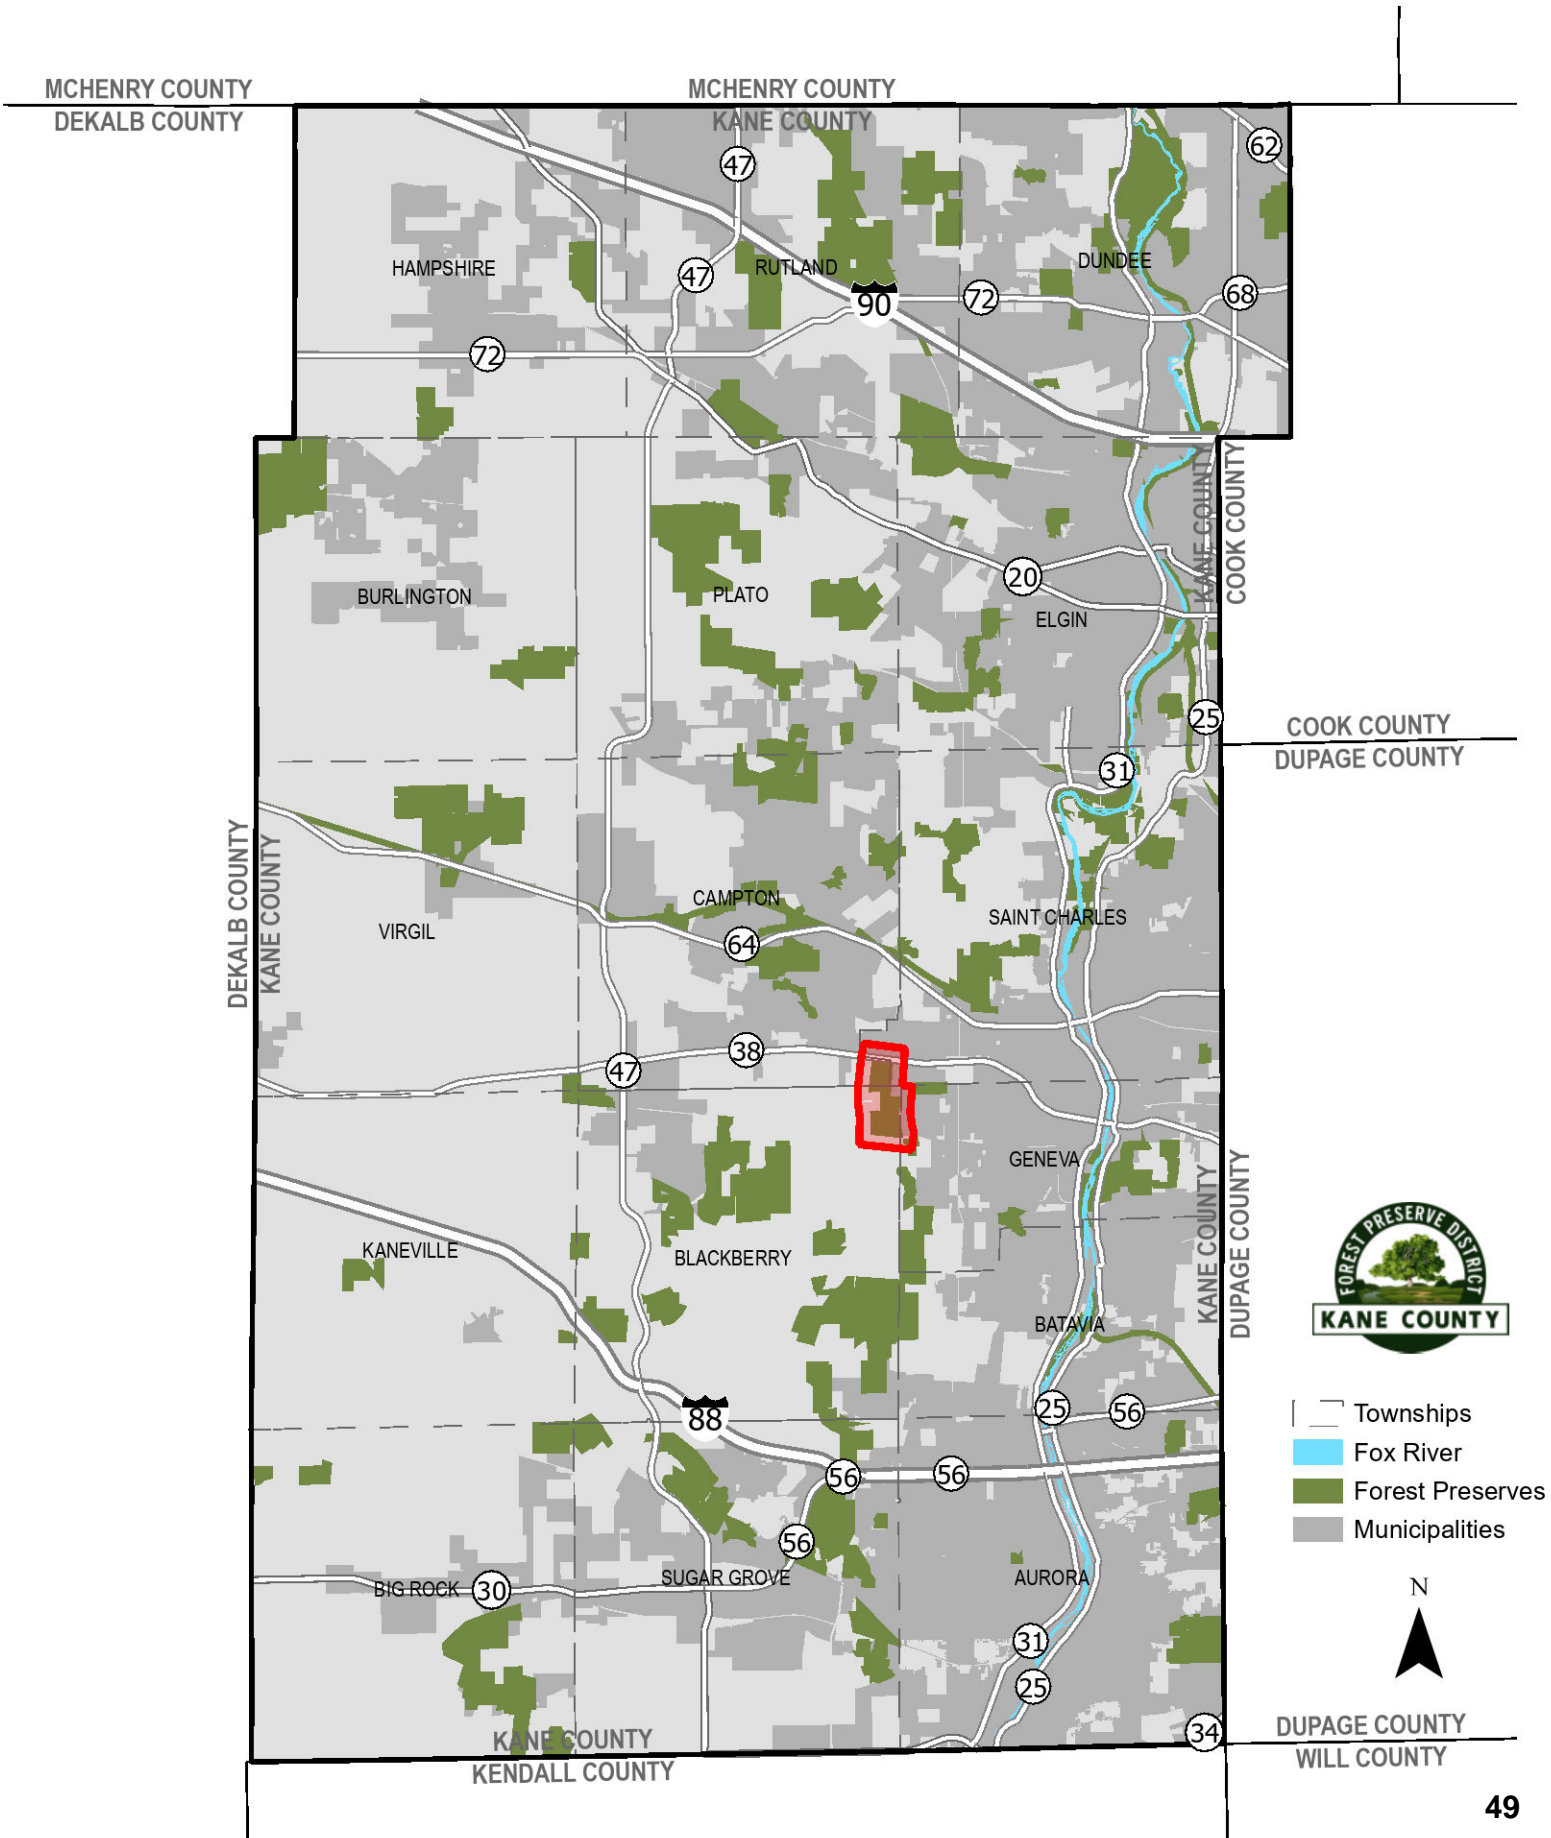 MCHENRY COUNTY
DEKALB COUNTY
MCHENRY COUNTY
KANE COUNTY
62
47
HAMPSHIRE
47
RUTLAND
DUNDEE
90
72
68
72
KANE COUNTY
COOK COUNTY
20
BURLINGTON
PLATO
ELGIN
25
COOK COUNTY
DUPAGE COUNTY
31
DEKALB COUNTY
KANE COUNTY
CAMPTON
VIRGIL
SAINT CHARLES
64
38
47
GENEVA
KANE COUNTY
DUPAGE COUNTY
KANEVILLE
BLACKBERRY
BATAVIA
FOREST PRESERVE DISTRICT
KANE COUNTY
88
25
56
Townships
Fox River
Forest Preserves
Municipalities
56
56
56
BIG ROCK
30
SUGAR GROVE
AURORA
N
31
25
34
KANE COUNTY
KENDALL COUNTY
DUPAGE COUNTY
WILL COUNTY
49